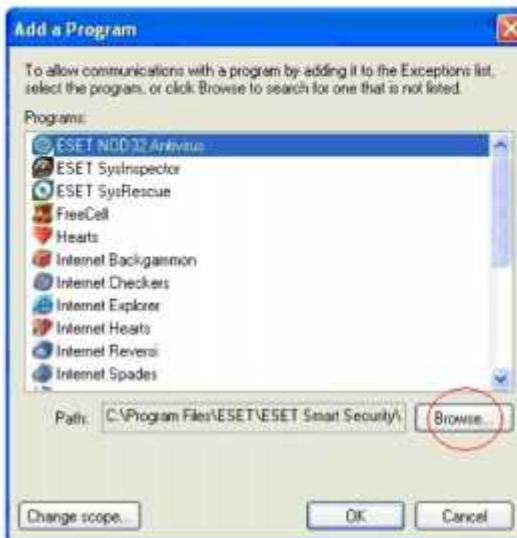 Add a Program
To allow communications with a program by adding it to the Exceptions list,
select the program, or click Browse to search for one that is not listed.
Programs:
ESET NOD32 Antivirus
ESET SysInspector
ESET SysRescue
FreeCell
Hearts
Internet Backgammon
Internet Checkers
Internet Explorer
Internet Hearts
Internet Reversi
Internet Spades
Path: C:\Program Files\ESET\ESET Smart Security\ Browse...
Change scope... OK Cancel